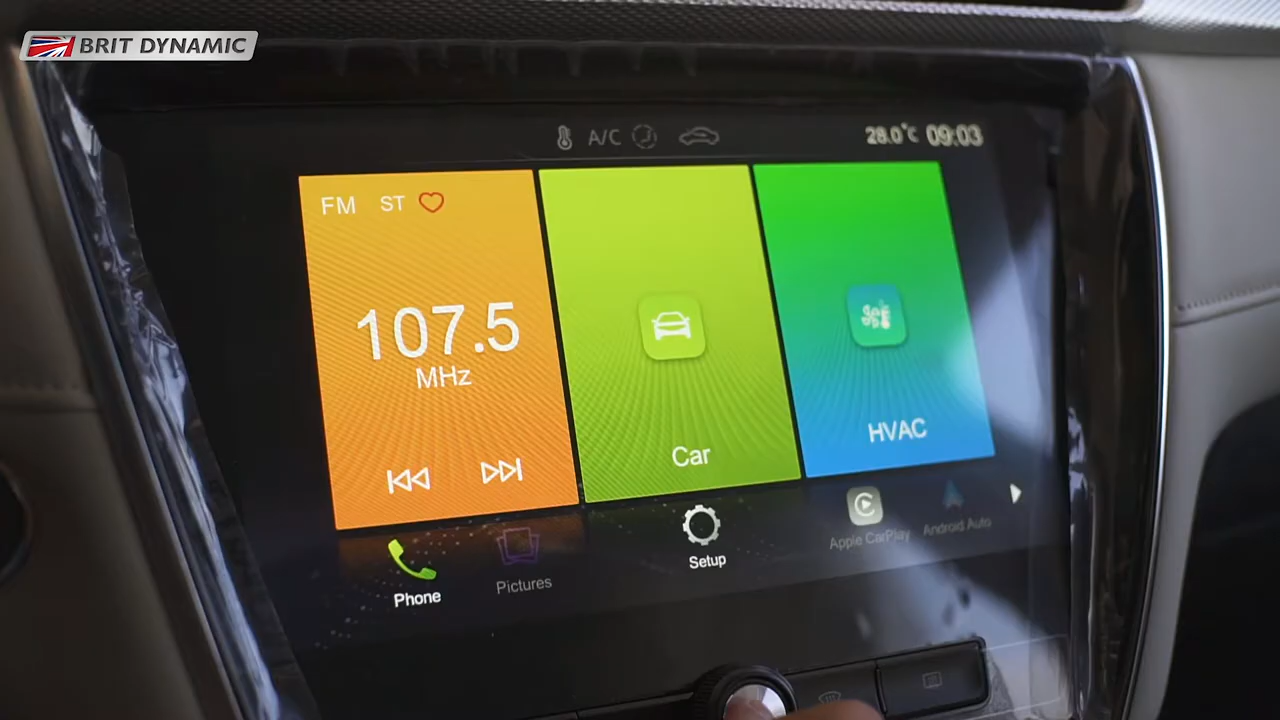 BRIT DYNAMIC
A/C
28.0°C 09:03
FM ST
107.5
MHz
Car
HVAC
Phone
Pictures
Setup
Apple CarPlay
Android Auto